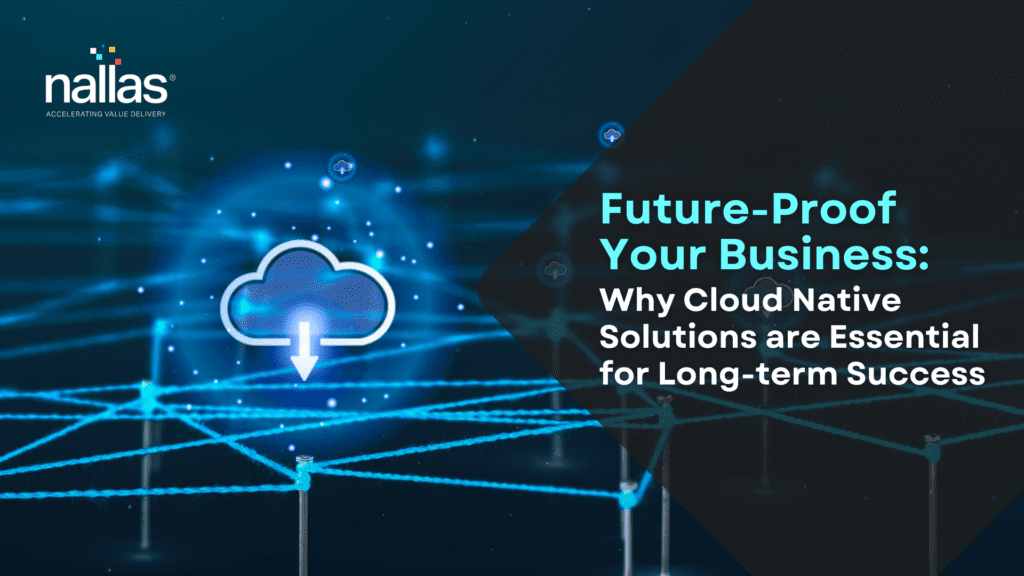 nallas®
ACCELERATING VALUE DELIVERY
Future-Proof
Your Business:
Why Cloud Native
Solutions are Essential
for Long-term Success